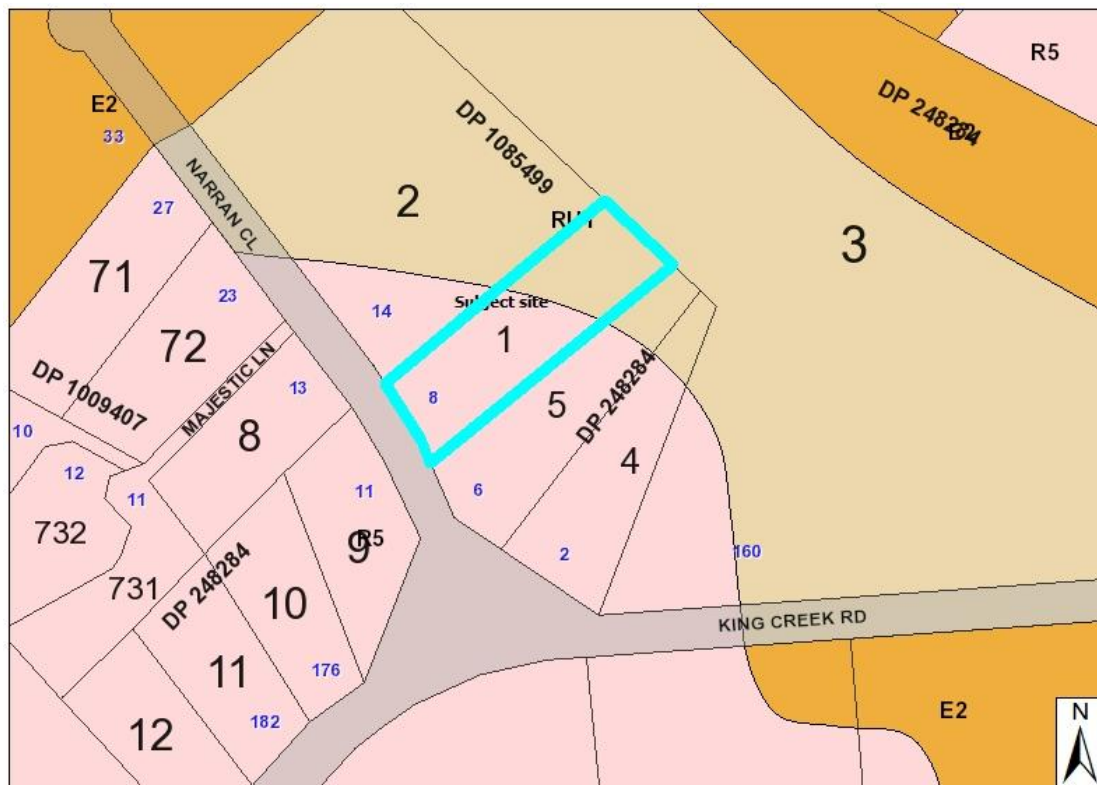 R5
E2
33
DP 248284
DP 1085499
NARRAN CL
2
27
71
RU1
3
23
14
Subject site
72
1
MAJESTIC LN
13
8
5
DP 248284
DP 1009407
10
8
4
12
11
6
11
732
9
R5
2
160
731
DP 248284
10
KING CREEK RD
11
176
E2
182
12
N